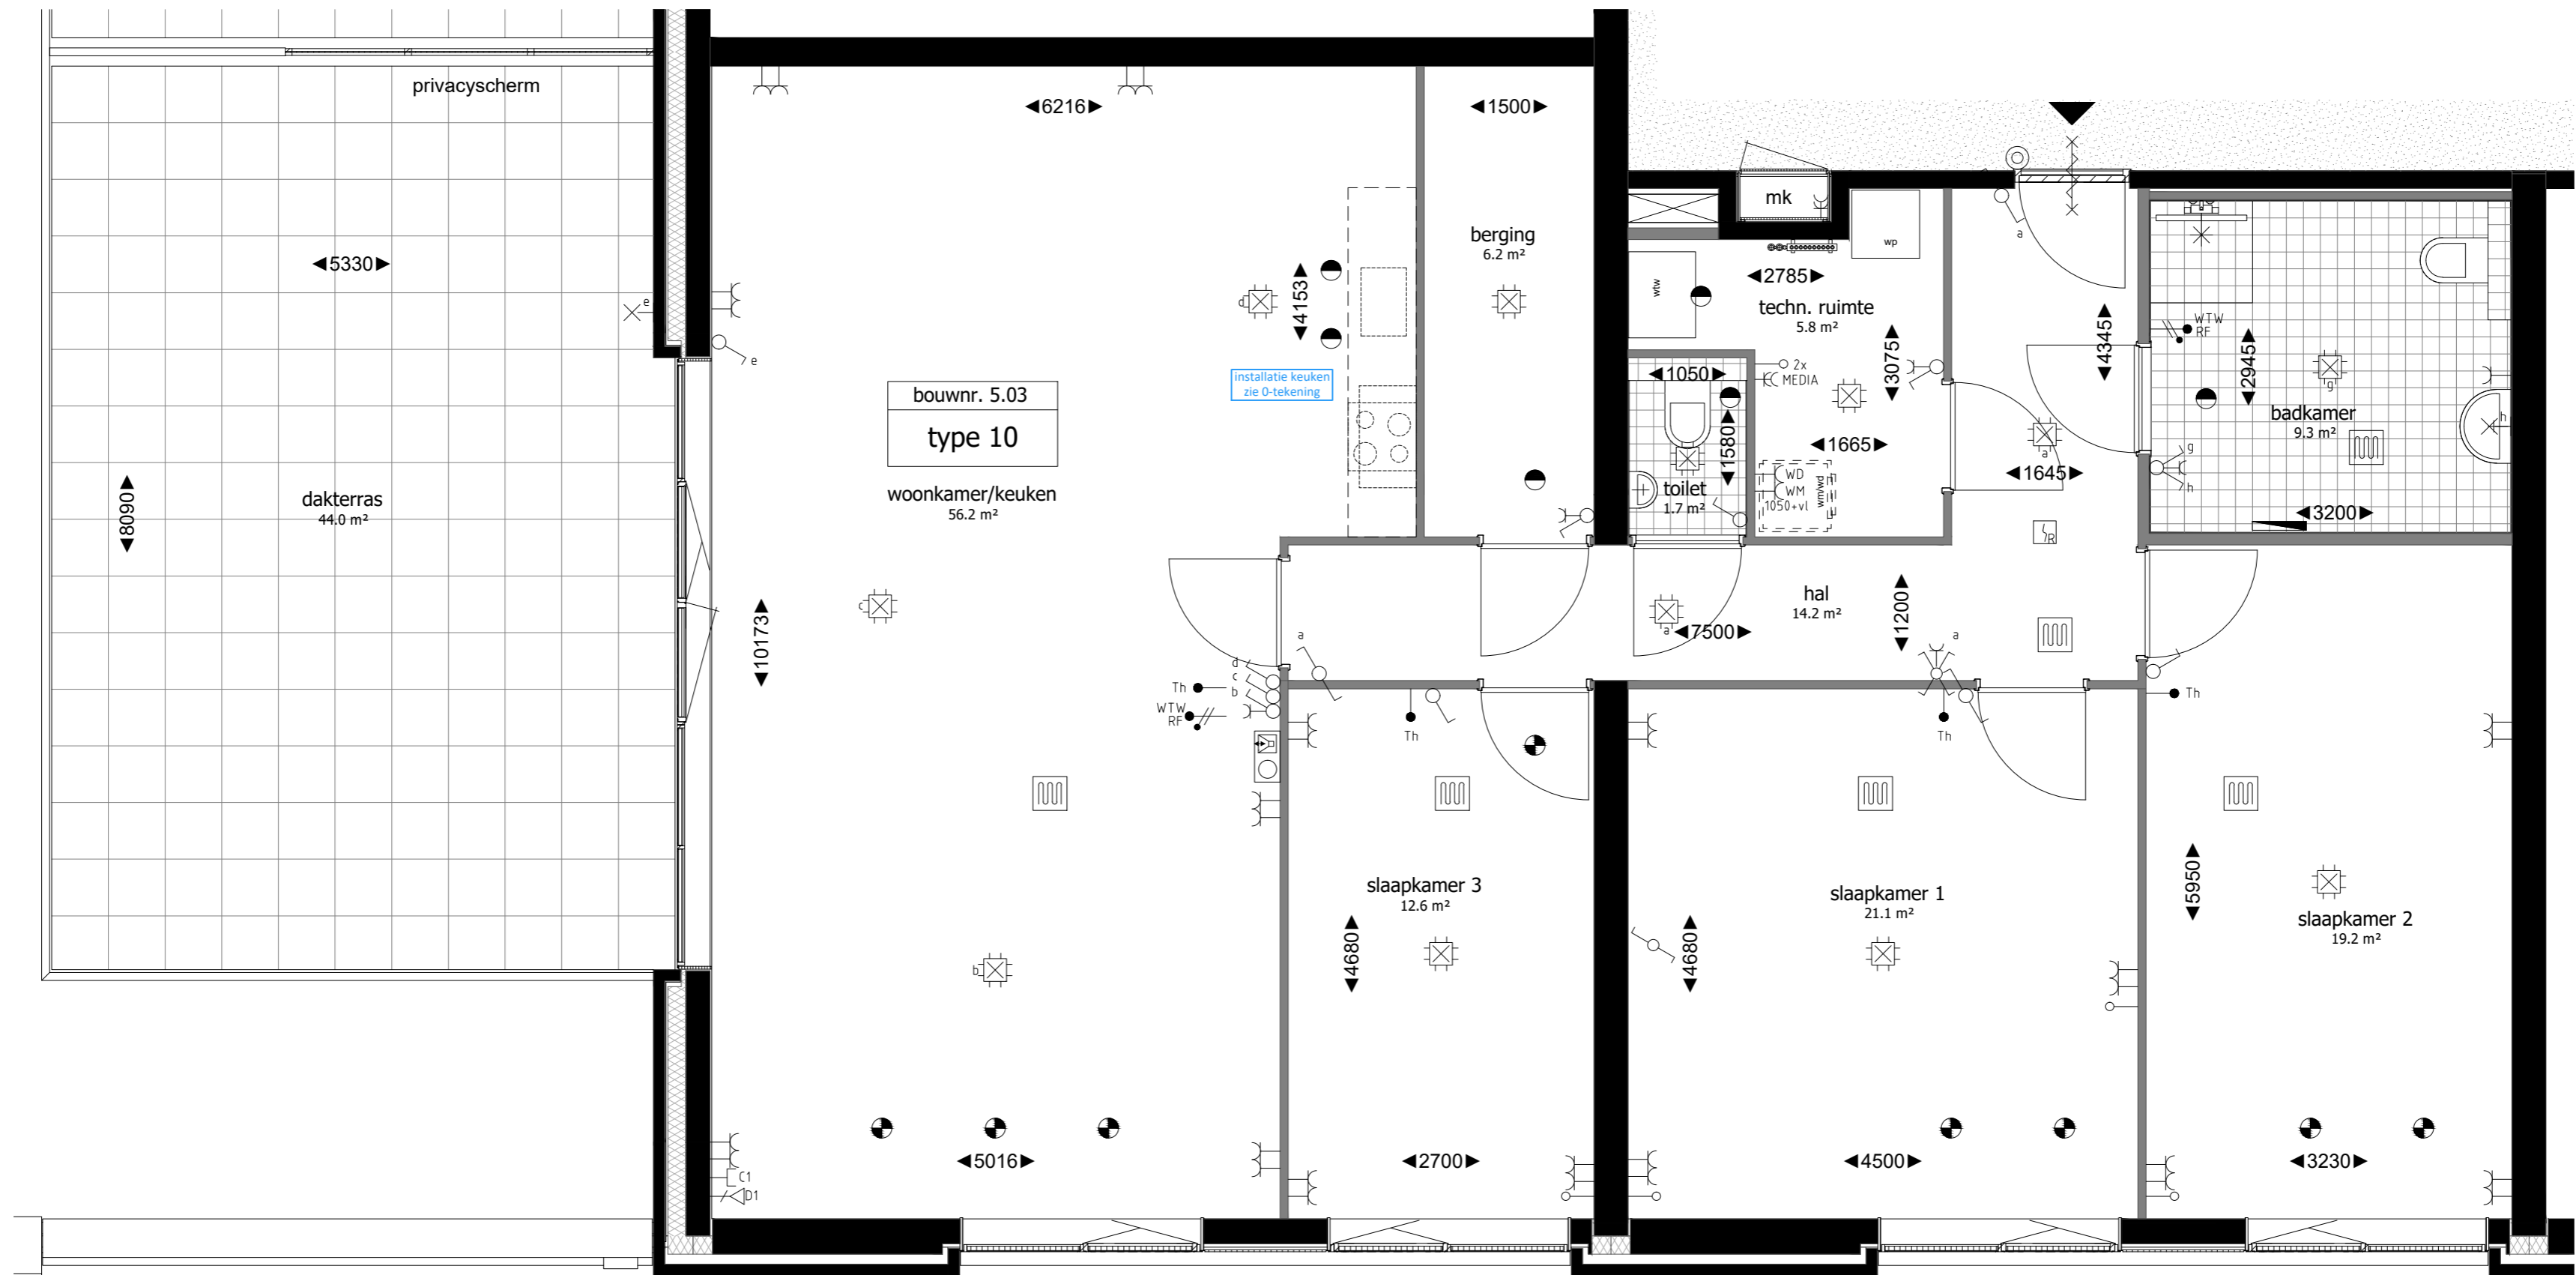 privacyscherm
5330
e
8090
dakterras
44.0 m²
6216
1500
e
bouwnr. 5.03
type 10
woonkamer/keuken
56.2 m²
d
4153
installatie keuken
zie 0-tekening
berging
6.2 m²
mk
wp
wtw
2785
techn. ruimte
5.8 m²
3075
2x
MEDIA
1050
1580
toilet
1.7 m²
1665
WD
WM
1050+vl
wm/wd
a
4345
a
1645
R
WTW
RF
2945
g
badkamer
9.3 m²
h
g
h
3200
c
10173
a
d
c
b
Th
WTW
RF
hal
14.2 m²
1200
a
7500
a
Th
Th
Th
slaapkamer 3
12.6 m²
4680
slaapkamer 1
21.1 m²
4680
5950
slaapkamer 2
19.2 m²
b
C1
D1
5016
2700
4500
3230